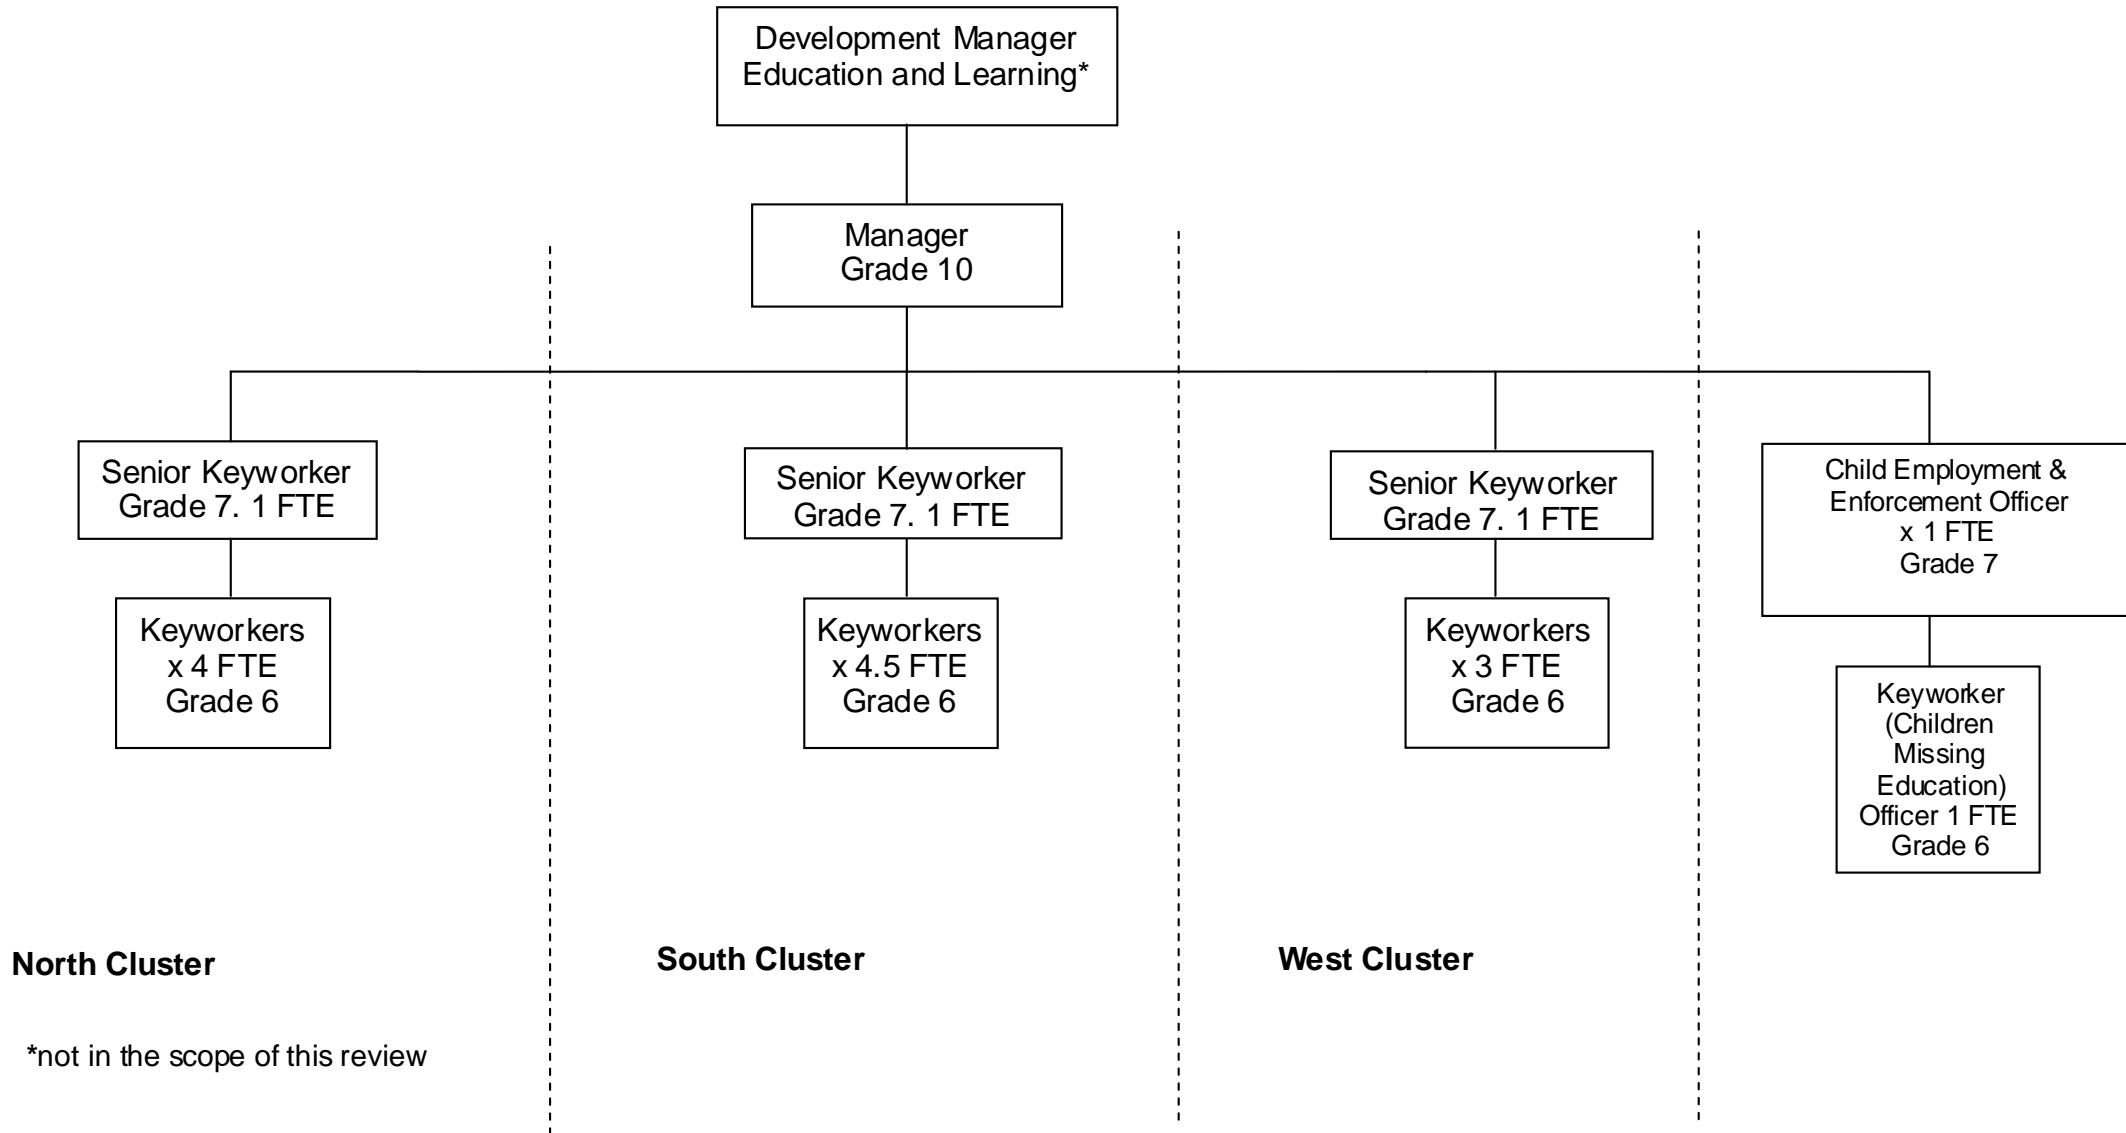 Development Manager
Education and Learning*
Manager
Grade 10
Senior Keyworker
Grade 7. 1 FTE
Senior Keyworker
Grade 7. 1 FTE
Senior Keyworker
Grade 7. 1 FTE
Child Employment &
Enforcement Officer
x 1 FTE
Grade 7
Keyworkers
x 4 FTE
Grade 6
Keyworkers
x 4.5 FTE
Grade 6
Keyworkers
x 3 FTE
Grade 6
Keyworker
(Children
Missing
Education)
Officer 1 FTE
Grade 6
North Cluster
South Cluster
West Cluster
*not in the scope of this review